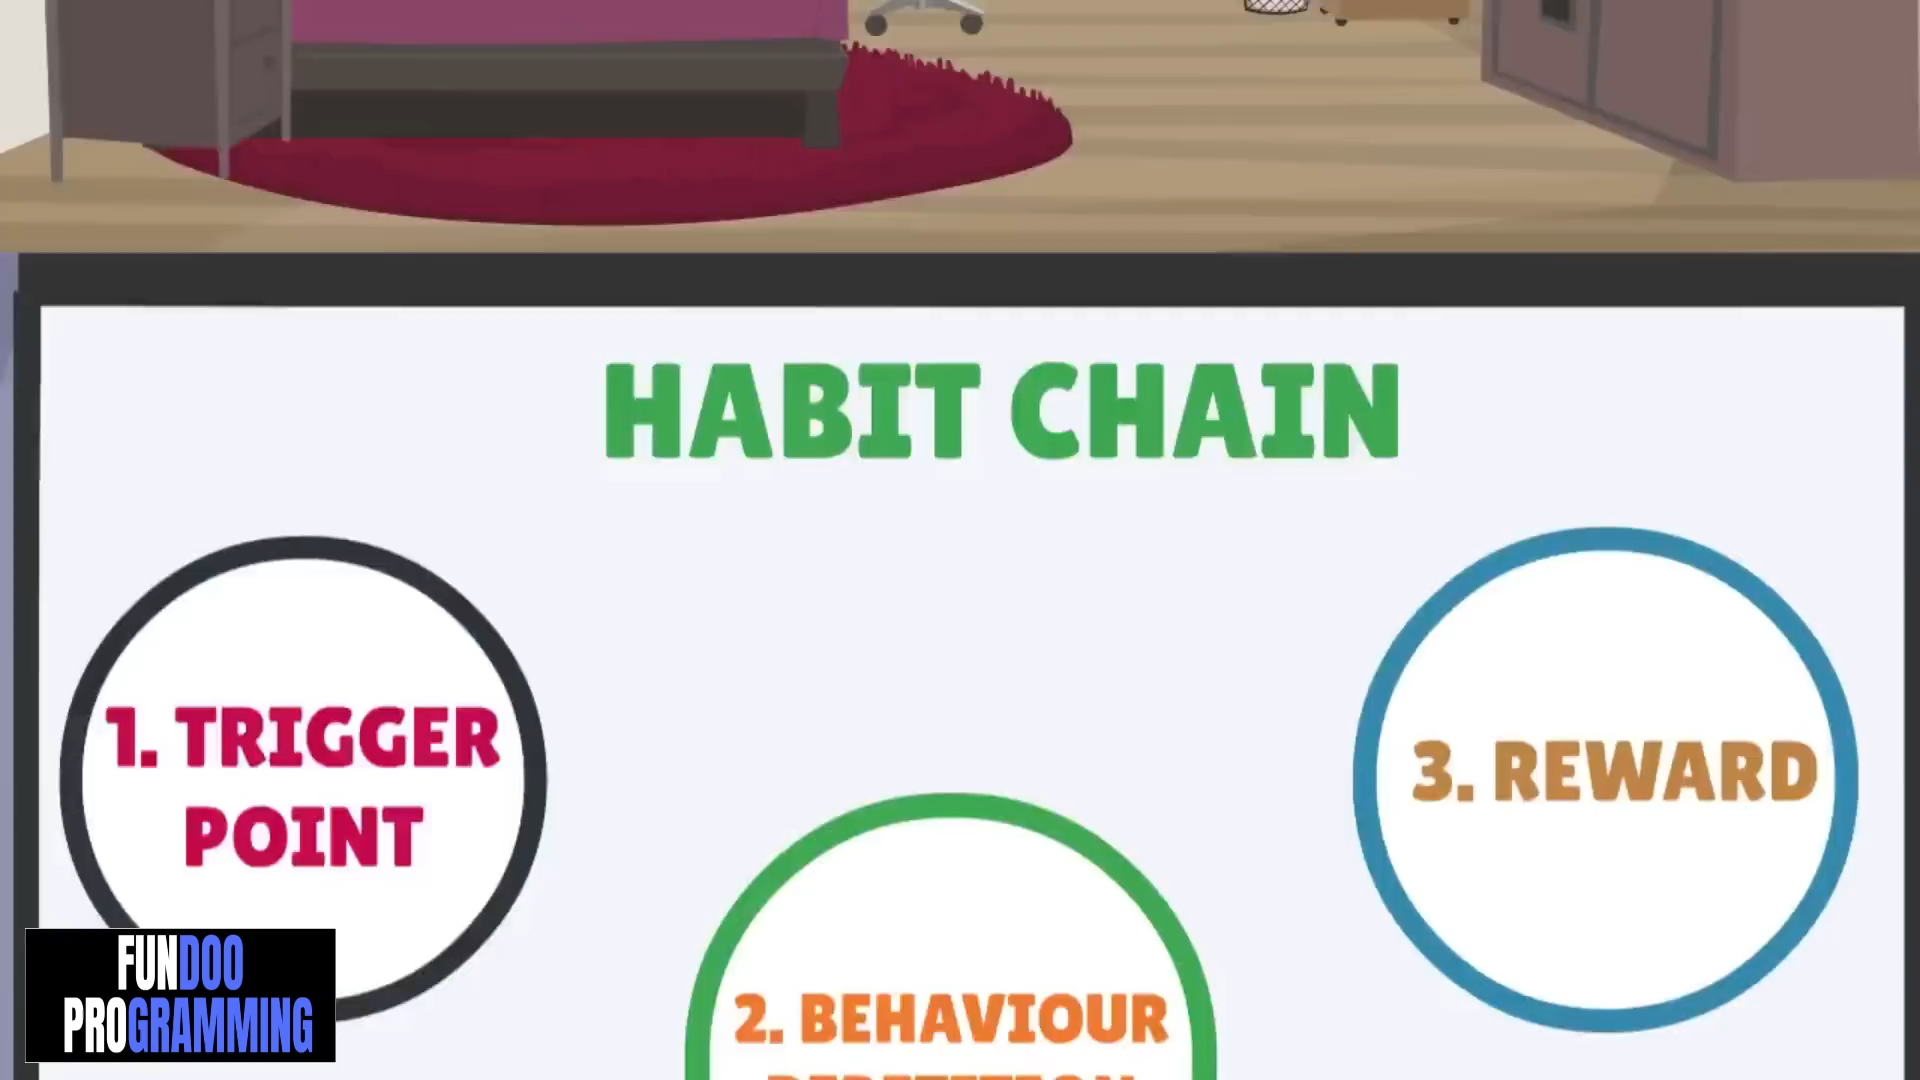 HABIT CHAIN
1. TRIGGER
POINT
2. BEHAVIOUR
3. REWARD
FUNDOO
PROGRAMMING